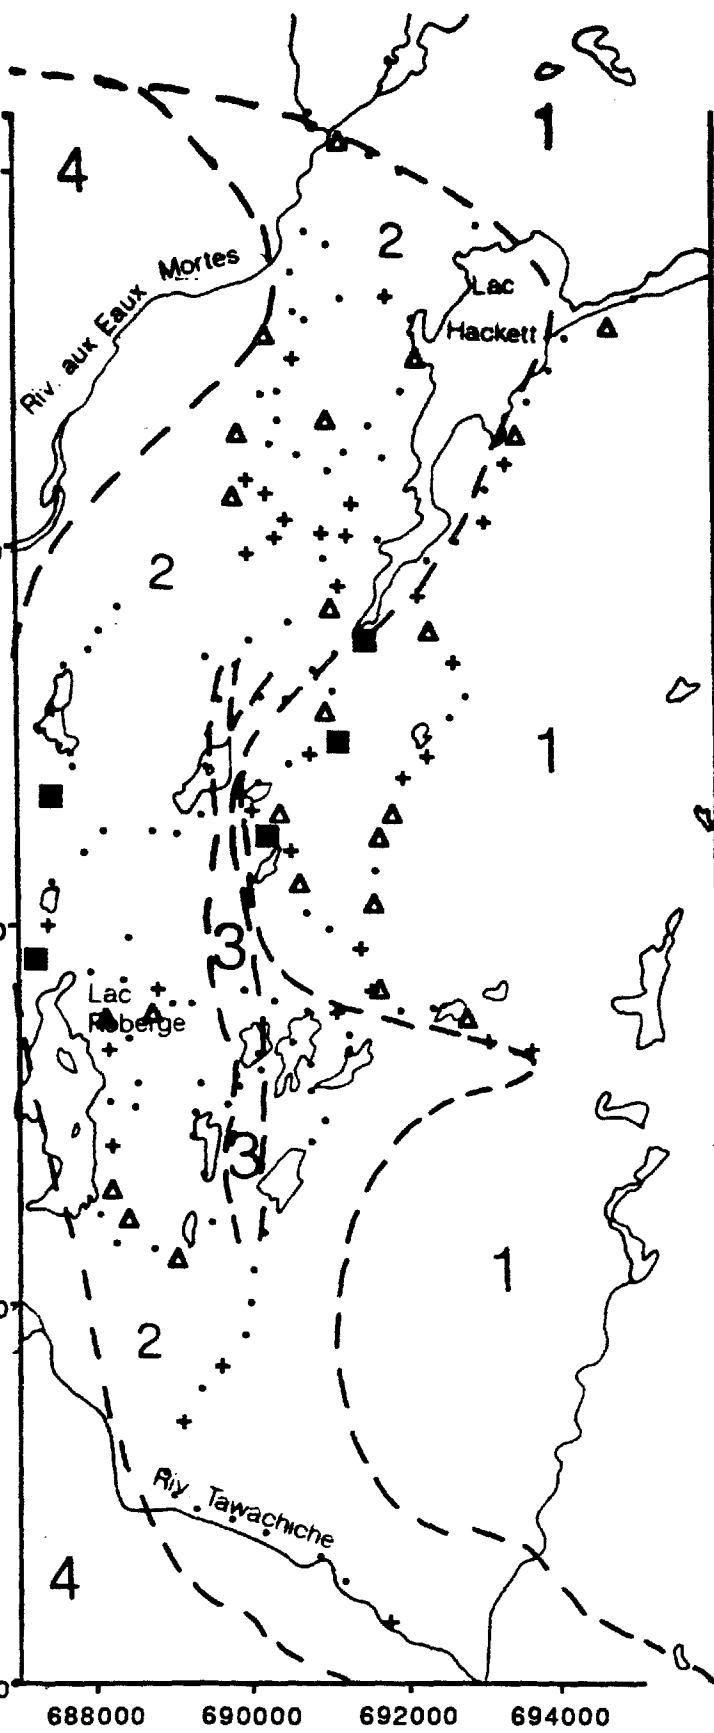 1
4
2
Riv. aux Eaux Mortes
Lac
Hackett
2
1
3
Lac
Roberge
3
1
2
Riv. Tawachiche
4
688000 690000 692000 694000